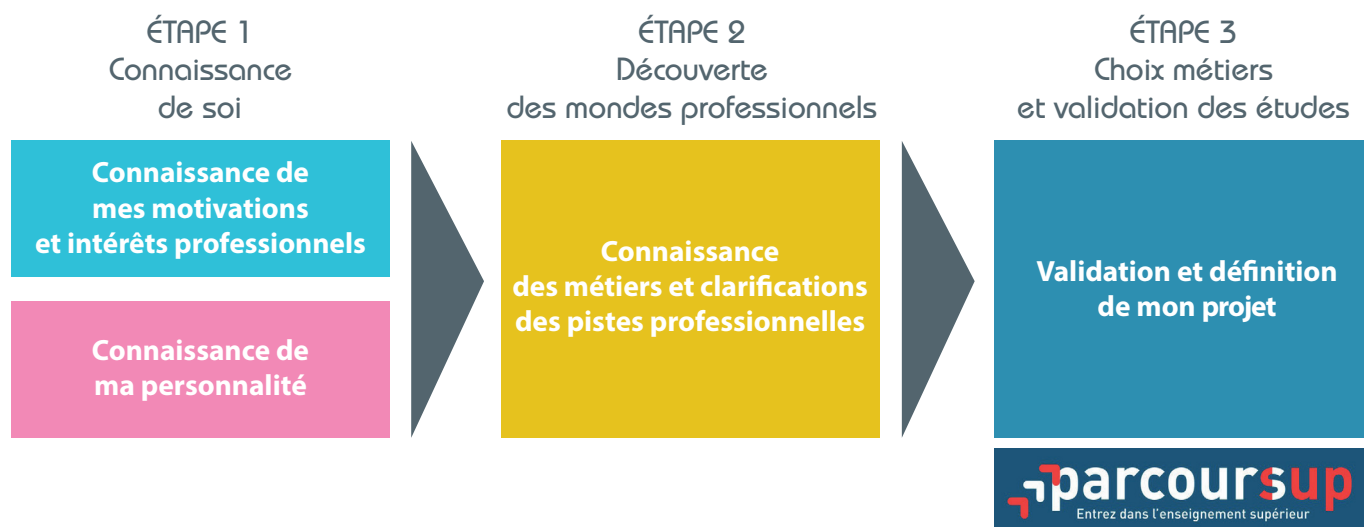 ÉTAPE 1
Connaissance
de soi
Connaissance de
mes motivations
et intérêts professionnels
Connaissance de
ma personnalité
ÉTAPE 2
Découverte
des mondes professionnels
Connaissance
des métiers et clarifications
des pistes professionnelles
ÉTAPE 3
Choix métiers
et validation des études
Validation et définition
de mon projet
parcoursup
Entrez dans l'enseignement supérieur